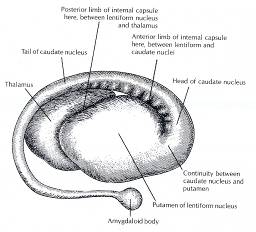 Posterior limb of internal capsule
here, between lentiform nucleus
and thalamus
Anterior limb of internal capsule
here, between lentiform and
caudate nuclei
Tail of caudate nucleus
Thalamus
Head of caudate nucleus
Continuity between
caudate nucleus and
putamen
Putamen of lentiform nucleus
Amygdaloid body